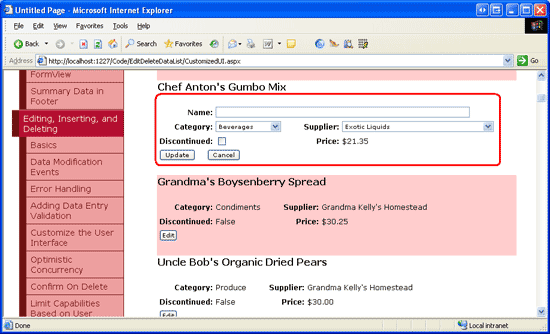 Untitled Page - Microsoft Internet Explorer
File Edit View Favorites Tools Help
Back Search Favorites
Address http://localhost:1227/Code/EditDeleteDataList/CustomizedUI.aspx Go
FormView
Summary Data in
Footer
Editing, Inserting, and
Deleting
Basics
Data Modification
Events
Error Handling
Adding Data Entry
Validation
Customize the User
Interface
Optimistic
Concurrency
Confirm On Delete
Limit Capabilities
Based on User
Chef Anton's Gumbo Mix
Name:
Category: Beverages Supplier: Exotic Liquids
Discontinued: Price: $21.35
Update Cancel
Grandma's Boysenberry Spread
Category: Condiments Supplier: Grandma Kelly's Homestead
Discontinued: False Price: $30.25
Edit
Uncle Bob's Organic Dried Pears
Category: Produce Supplier: Grandma Kelly's Homestead
Discontinued: False Price: $30.00
Edit
Done Local intranet